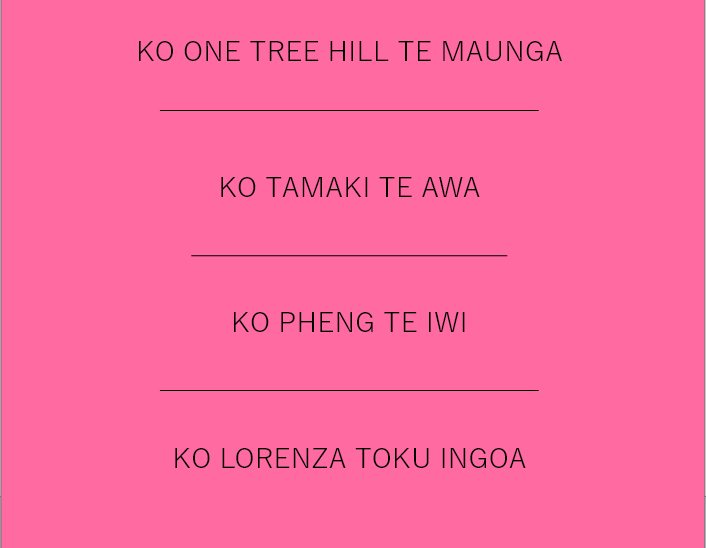 KO ONE TREE HILL TE MAUNGA
KO TAMAKI TE AWA
KO PHENG TE IWI
KO LORENZA TOKU INGOA